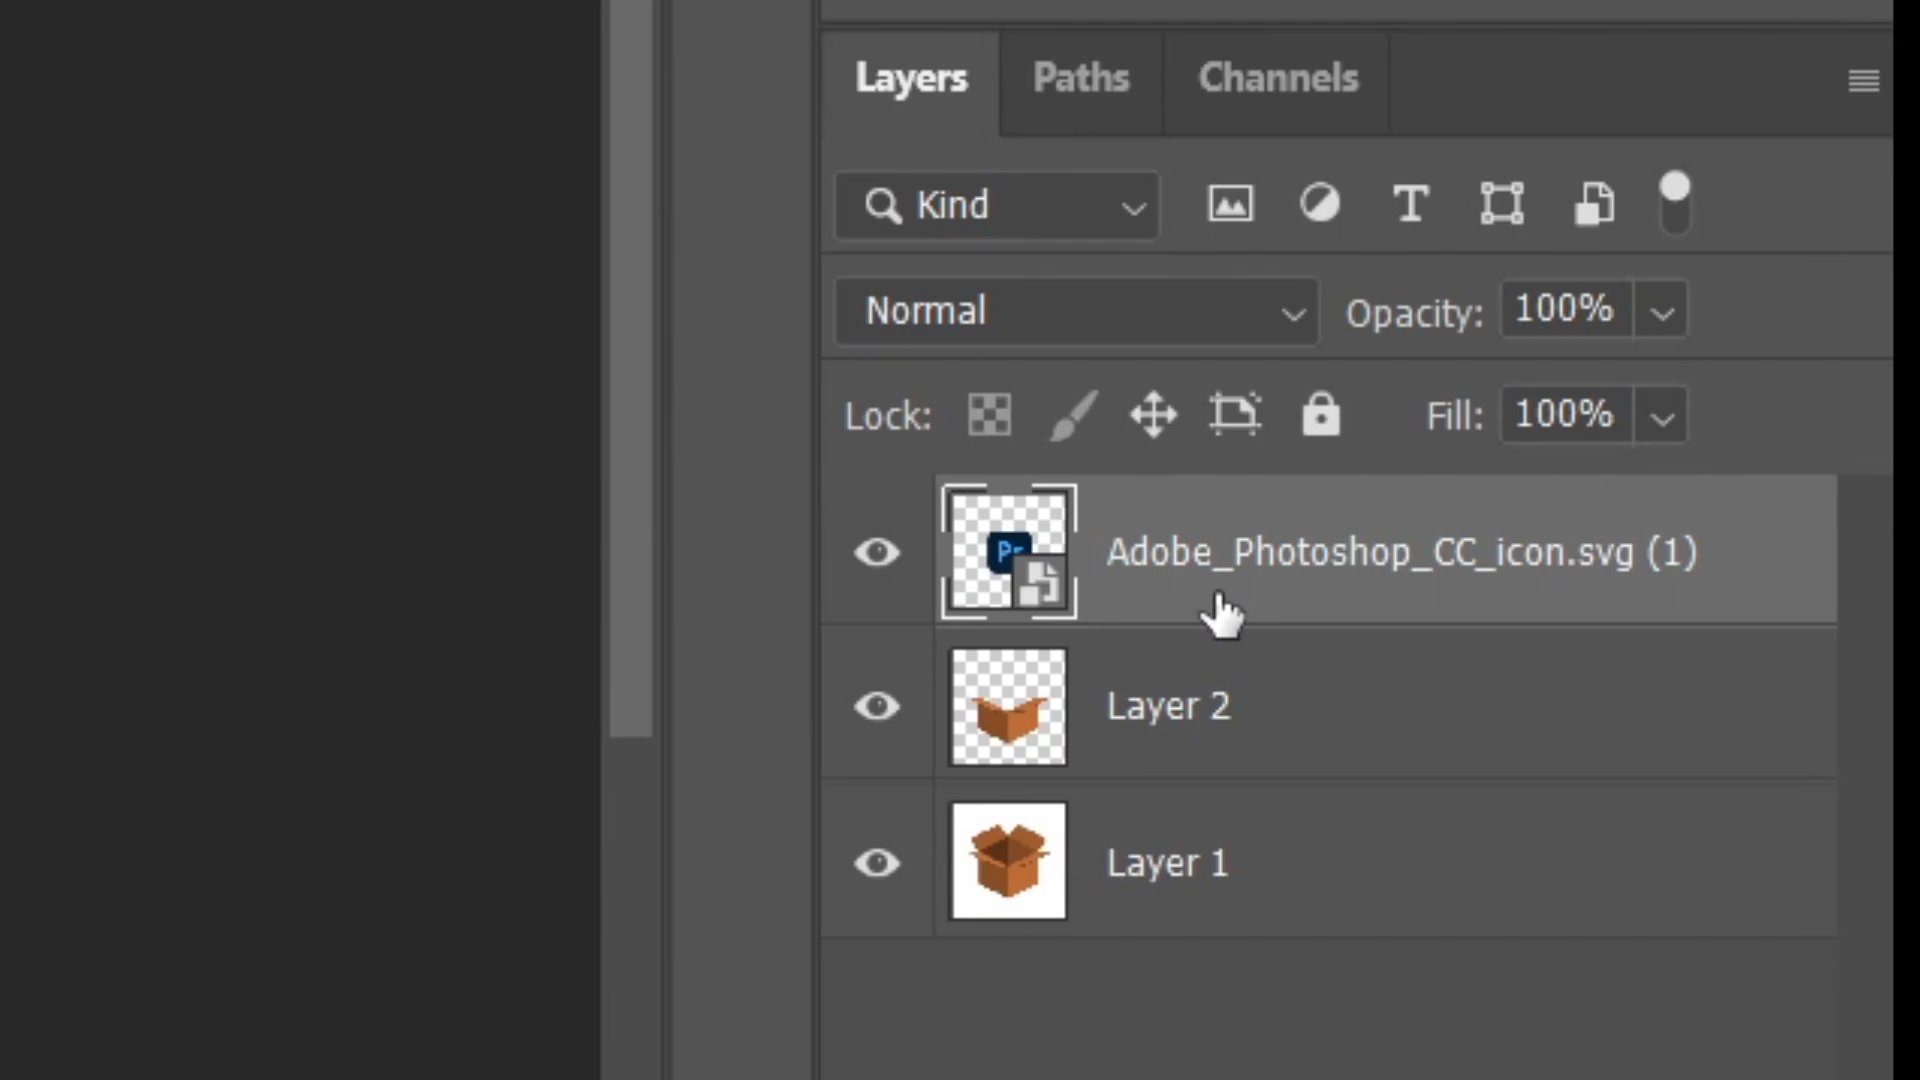 Layers Paths Channels
Kind
Normal Opacity: 100%
Lock: Fill: 100%
Adobe_Photoshop_CC_icon.svg (1)
Layer 2
Layer 1